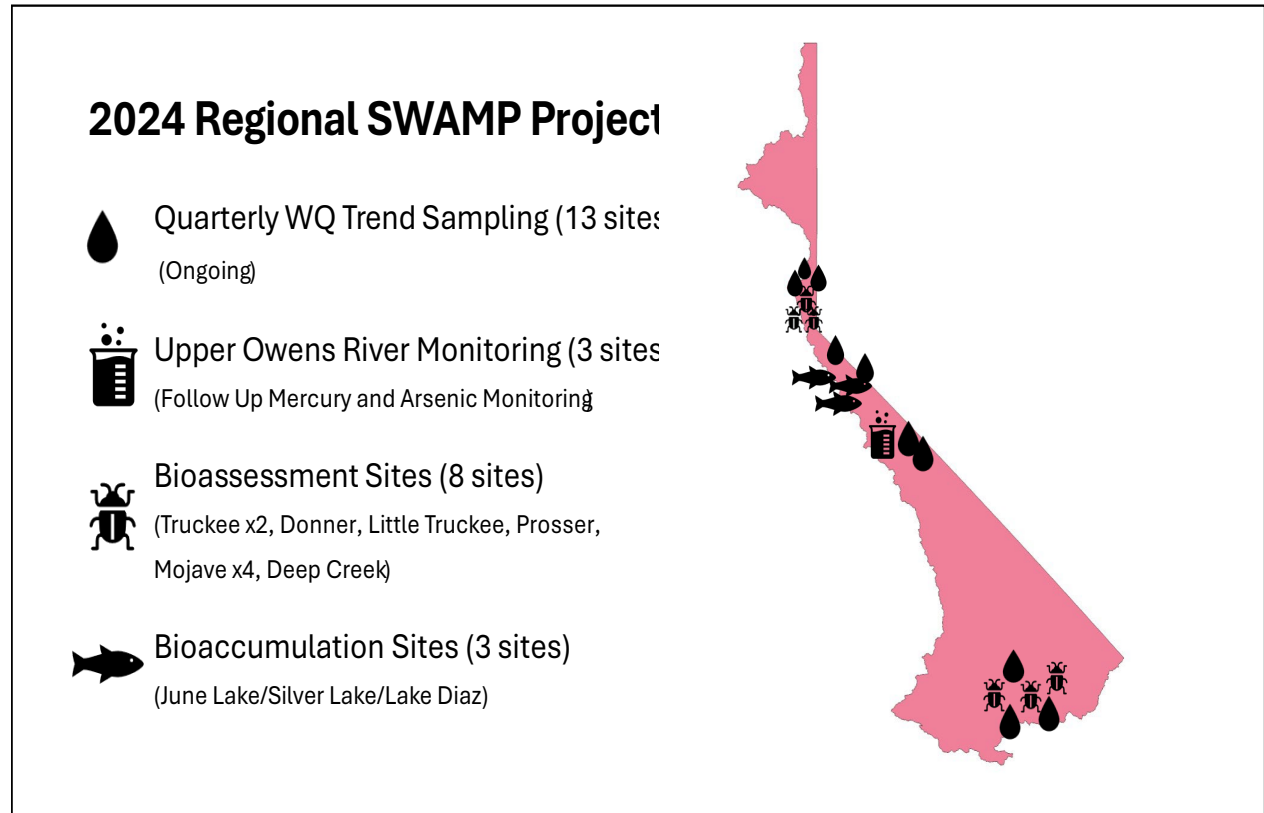 2024 Regional SWAMP Project
Quarterly WQ Trend Sampling (13 sites
(Ongoing)
Upper Owens River Monitoring (3 sites
(Follow Up Mercury and Arsenic Monitoring)
Bioassessment Sites (8 sites)
(Truckee x2, Donner, Little Truckee, Prosser,
Mojave x4, Deep Creek)
Bioaccumulation Sites (3 sites)
(June Lake/Silver Lake/Lake Diaz)